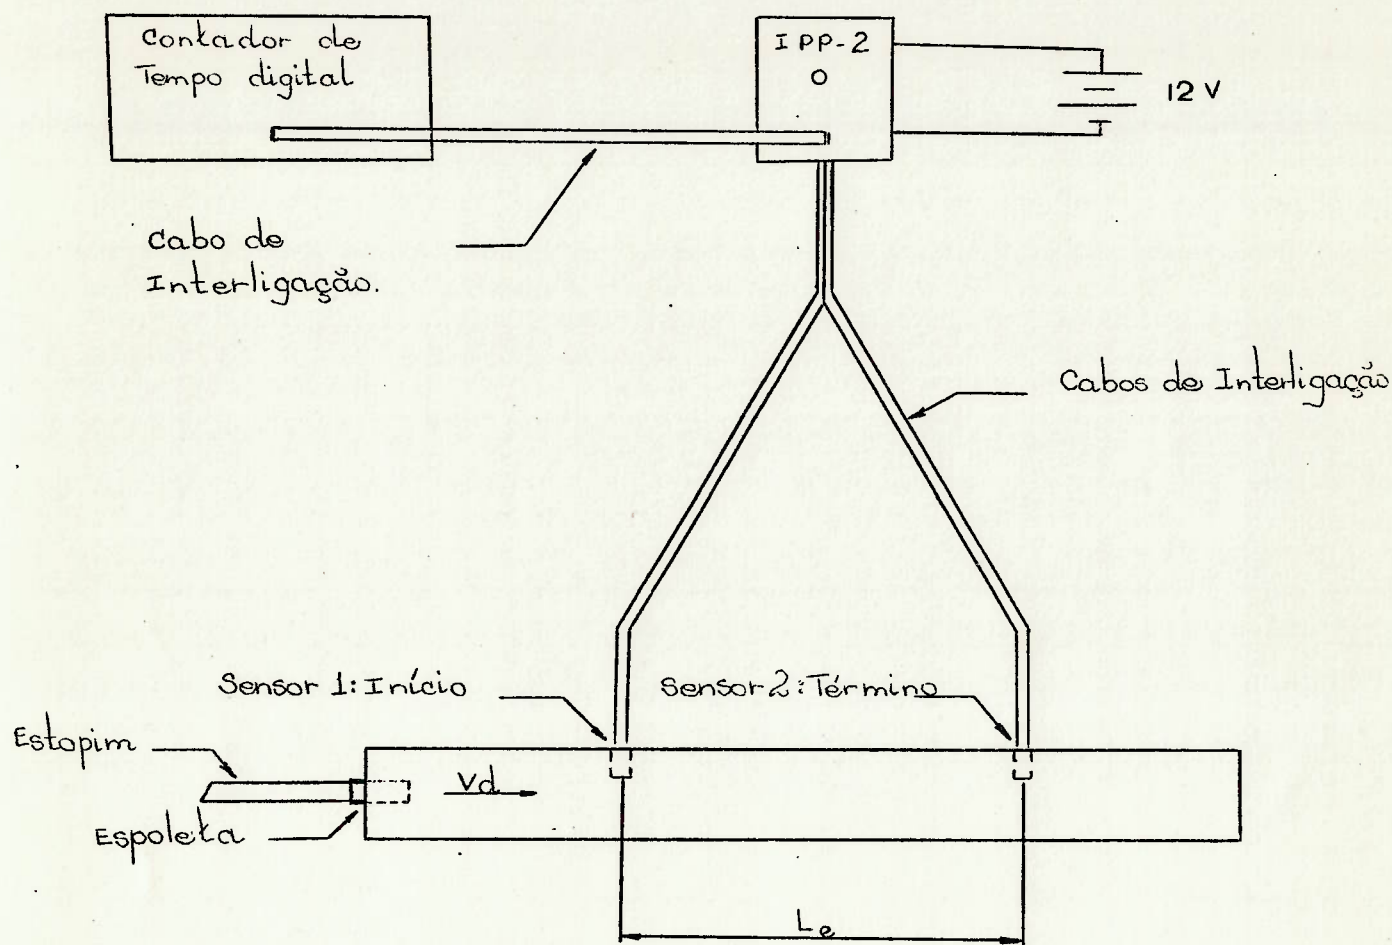 Contador de
Tempo digital
IPP-2
12 V
Cabo de
Interligação.
Cabos de Interligação
Sensor 1: Início
Sensor 2: Término
Estopim
Vd
Espoleta
Le